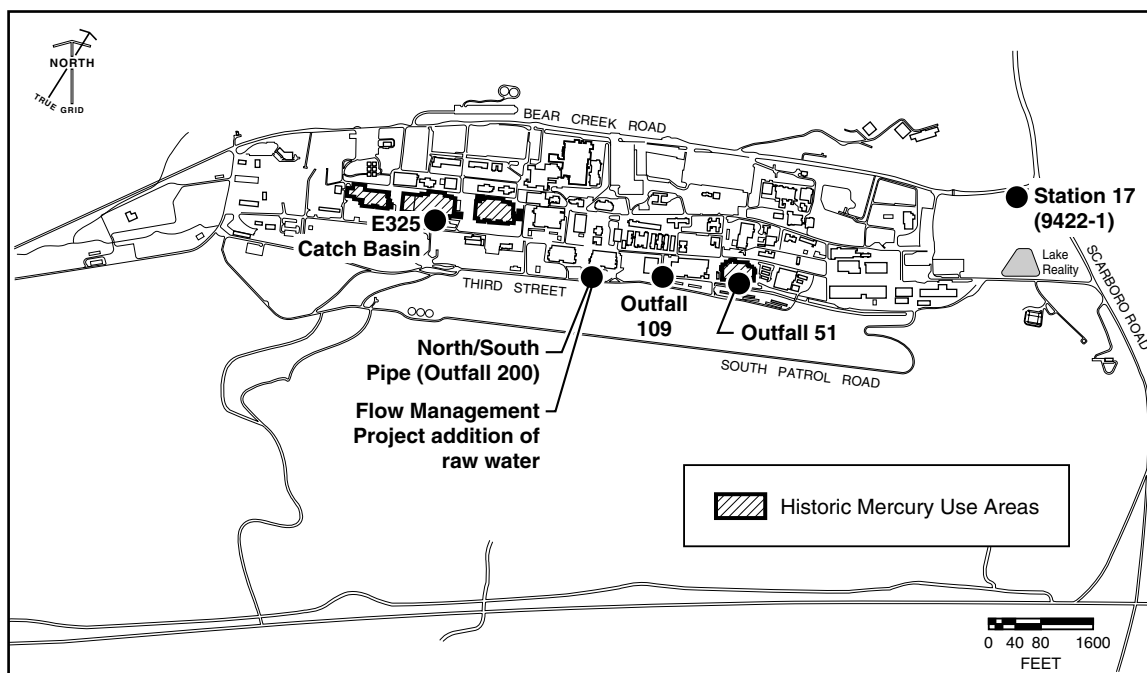 NORTH
TRUE GRID
BEAR CREEK ROAD
Station 17
(9422-1)
E325
Catch Basin
Lake
Reality
SCARBORO ROAD
THIRD STREET
Outfall
109
Outfall 51
North/South
Pipe (Outfall 200)
SOUTH PATROL ROAD
Flow Management
Project addition of
raw water
Historic Mercury Use Areas
0 40 80 1600
FEET